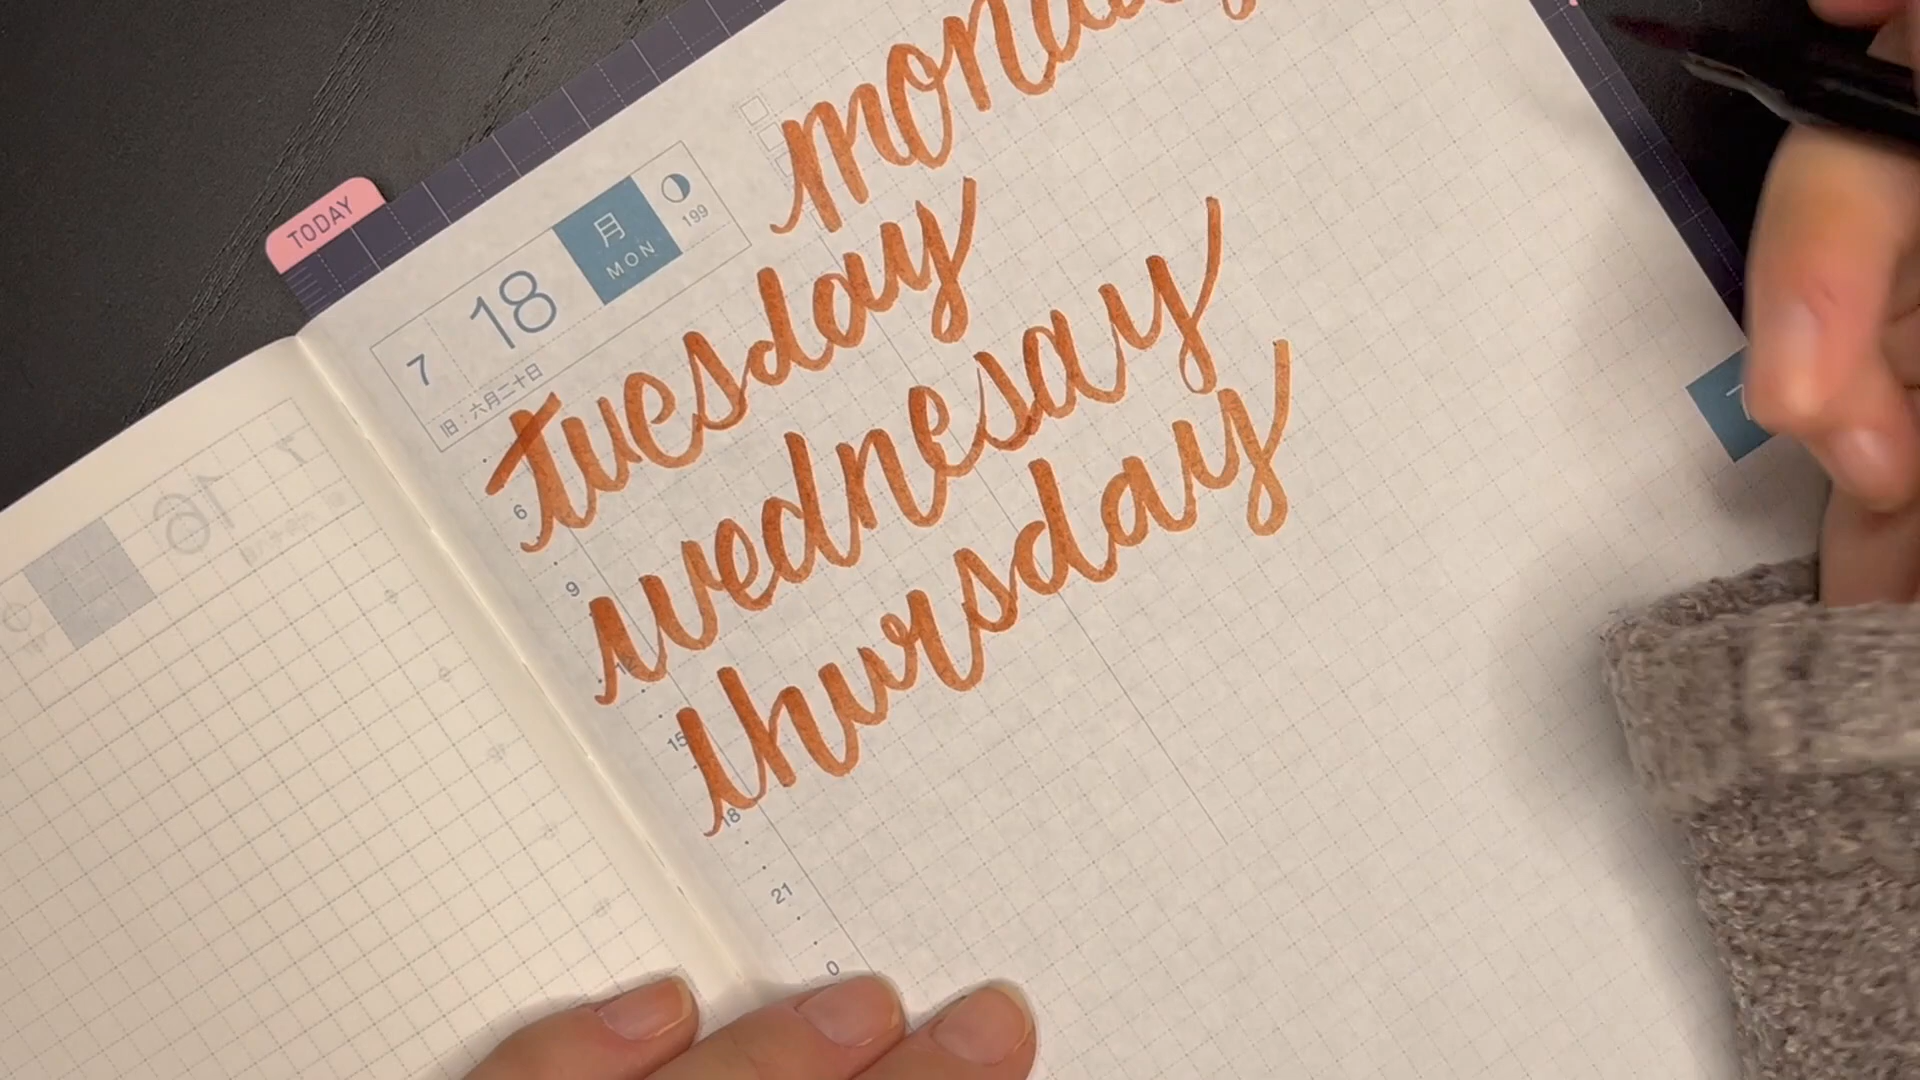 TODAY
7 18 月 MON 199
旧:六月二十日
monday
tuesday
wednesay
thursday
6
9
12
15
18
21
0
7